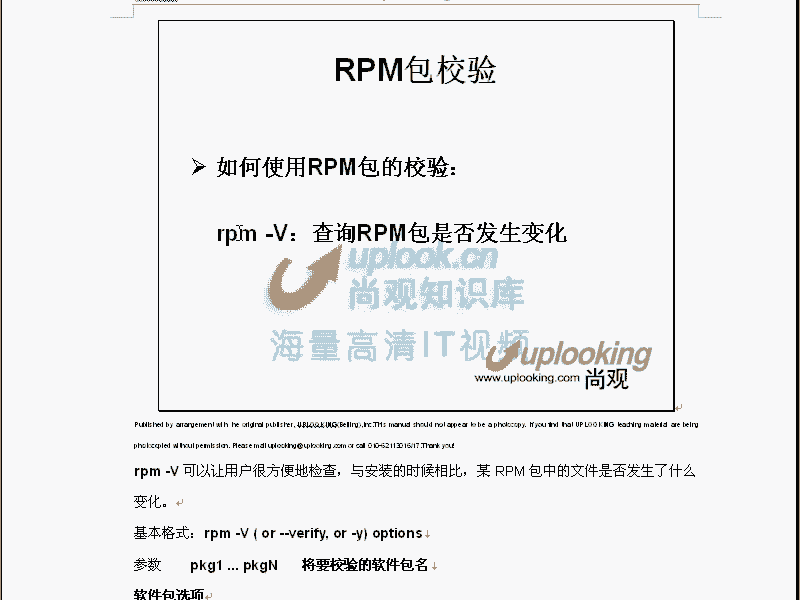 RPM包校验
➢ 如何使用RPM包的校验：
rpm -V：查询RPM包是否发生变化
uplook.cn
尚观知识库
海量高清IT视频
uplooking
www.uplooking.com 尚观
Published by arrangement with the original publisher, UPLOOKING(Beijing),Inc.This manual should not appear to be a photocopy. If you find that UPLOOKING teaching material are being
photocopied without permission. Please mail uplooking@uplooking.com or call 010-62113016/17.Thank you!
rpm -V 可以让用户很方便地检查，与安装的时候相比，某 RPM 包中的文件是否发生了什么
变化。
基本格式：rpm -V ( or --verify, or -y) options
参数 pkg1 ... pkgN 将要校验的软件包名
软件包选项